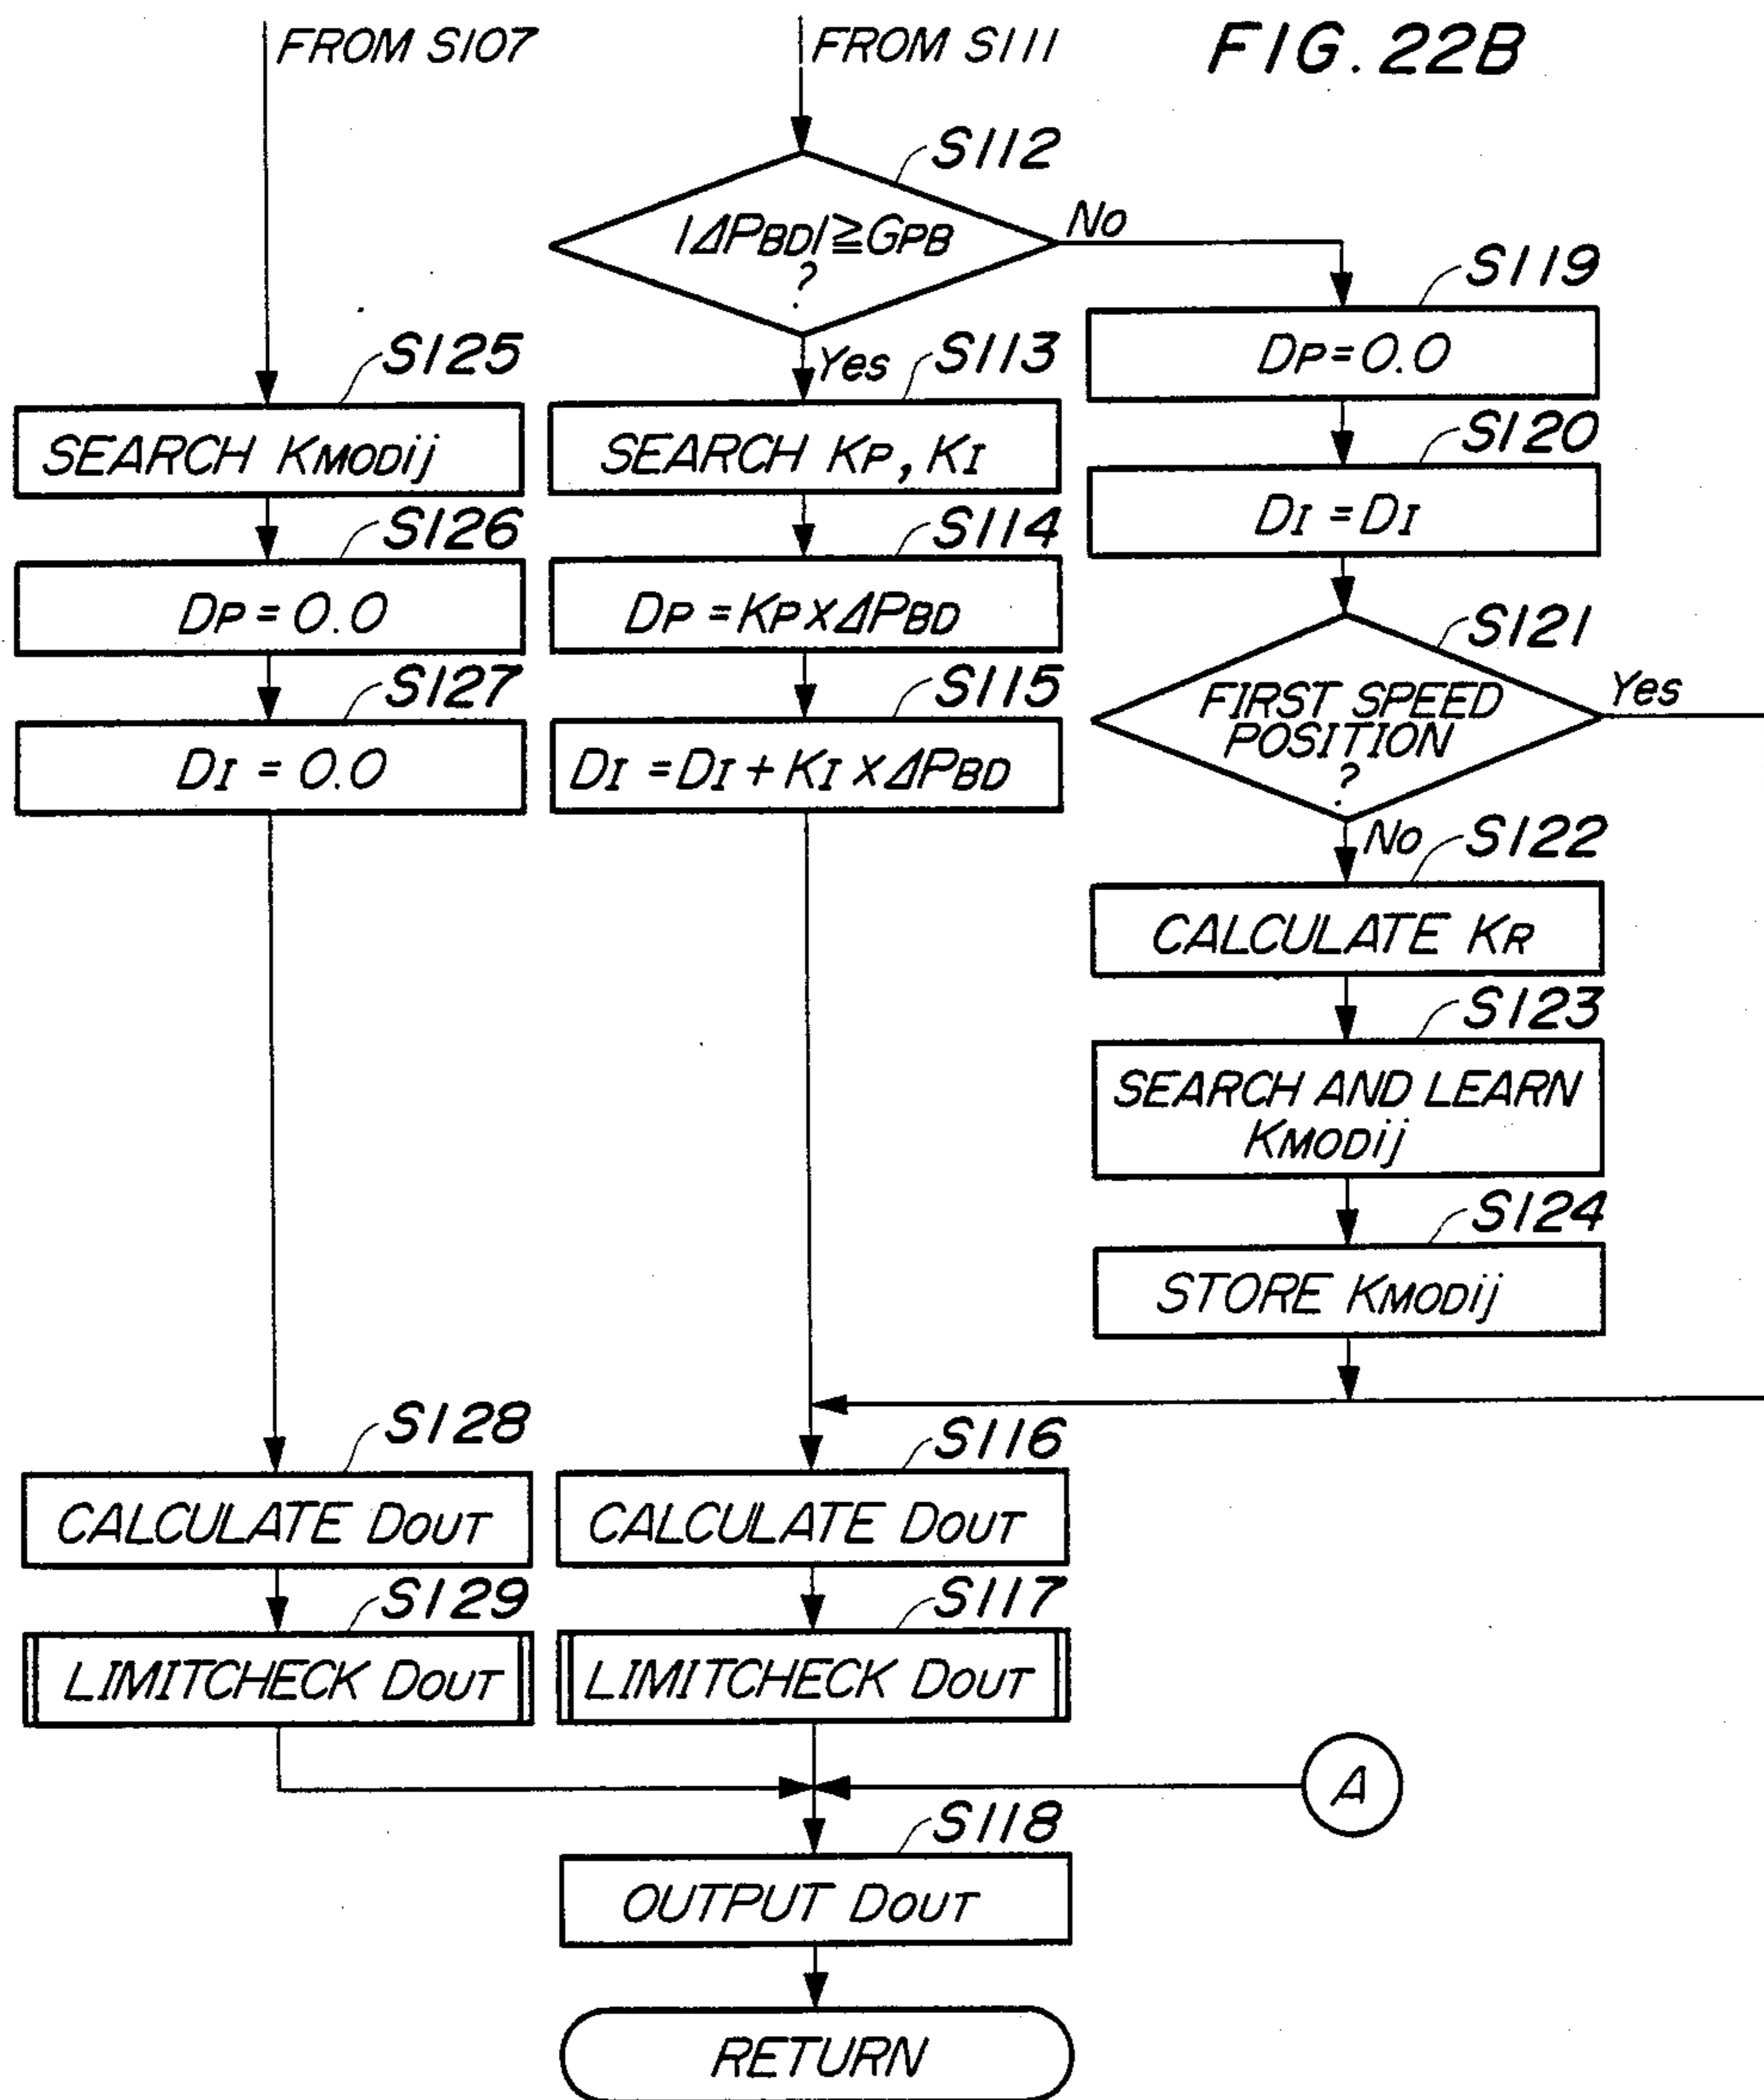 FROM S107
FROM S111
FIG. 22B
S112
|ΔPBD|≧GPB
?
No
Yes
S119
DP=0.0
S120
DI=DI
S121
FIRST SPEED
POSITION
?
Yes
No
S122
CALCULATE KR
S123
SEARCH AND LEARN
KMODij
S124
STORE KMODij
S125
SEARCH KMODij
S126
DP=0.0
S127
DI=0.0
S128
CALCULATE DOUT
S129
LIMITCHECK DOUT
S113
SEARCH KP, KI
S114
DP=KP×ΔPBD
S115
DI=DI+KI×ΔPBD
S116
CALCULATE DOUT
S117
LIMITCHECK DOUT
A
S118
OUTPUT DOUT
RETURN